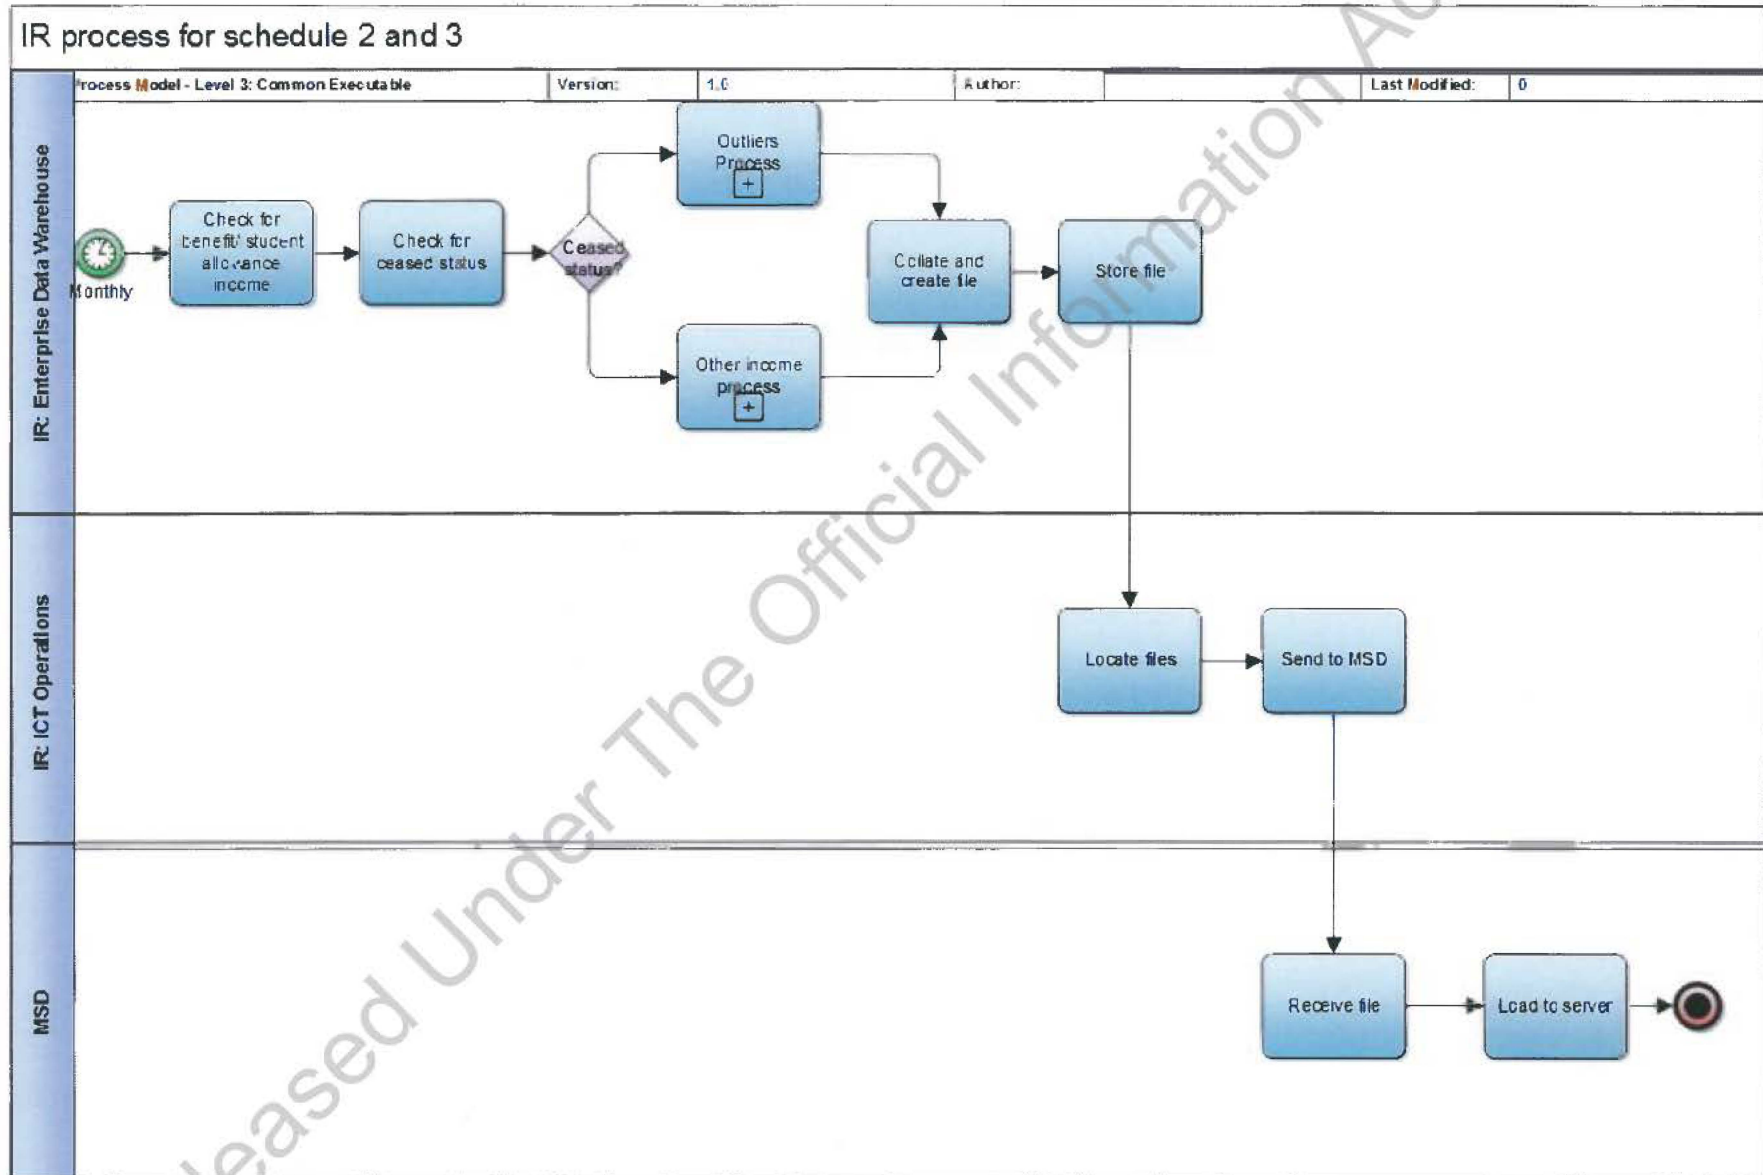 IR process for schedule 2 and 3
Process Model - Level 3: Common Executable
Version:
1.0
Author:
Last Modified:
0
IR: Enterprise Data Warehouse
Monthly
Check for
benefit/ student
allowance
income
Check for
ceased status
Ceased
status?
Outliers
Process
+
Other income
process
+
Collate and
create file
Store file
IR: ICT Operations
Locate files
Send to MSD
MSD
Receive file
Load to server
Released Under The Official Information